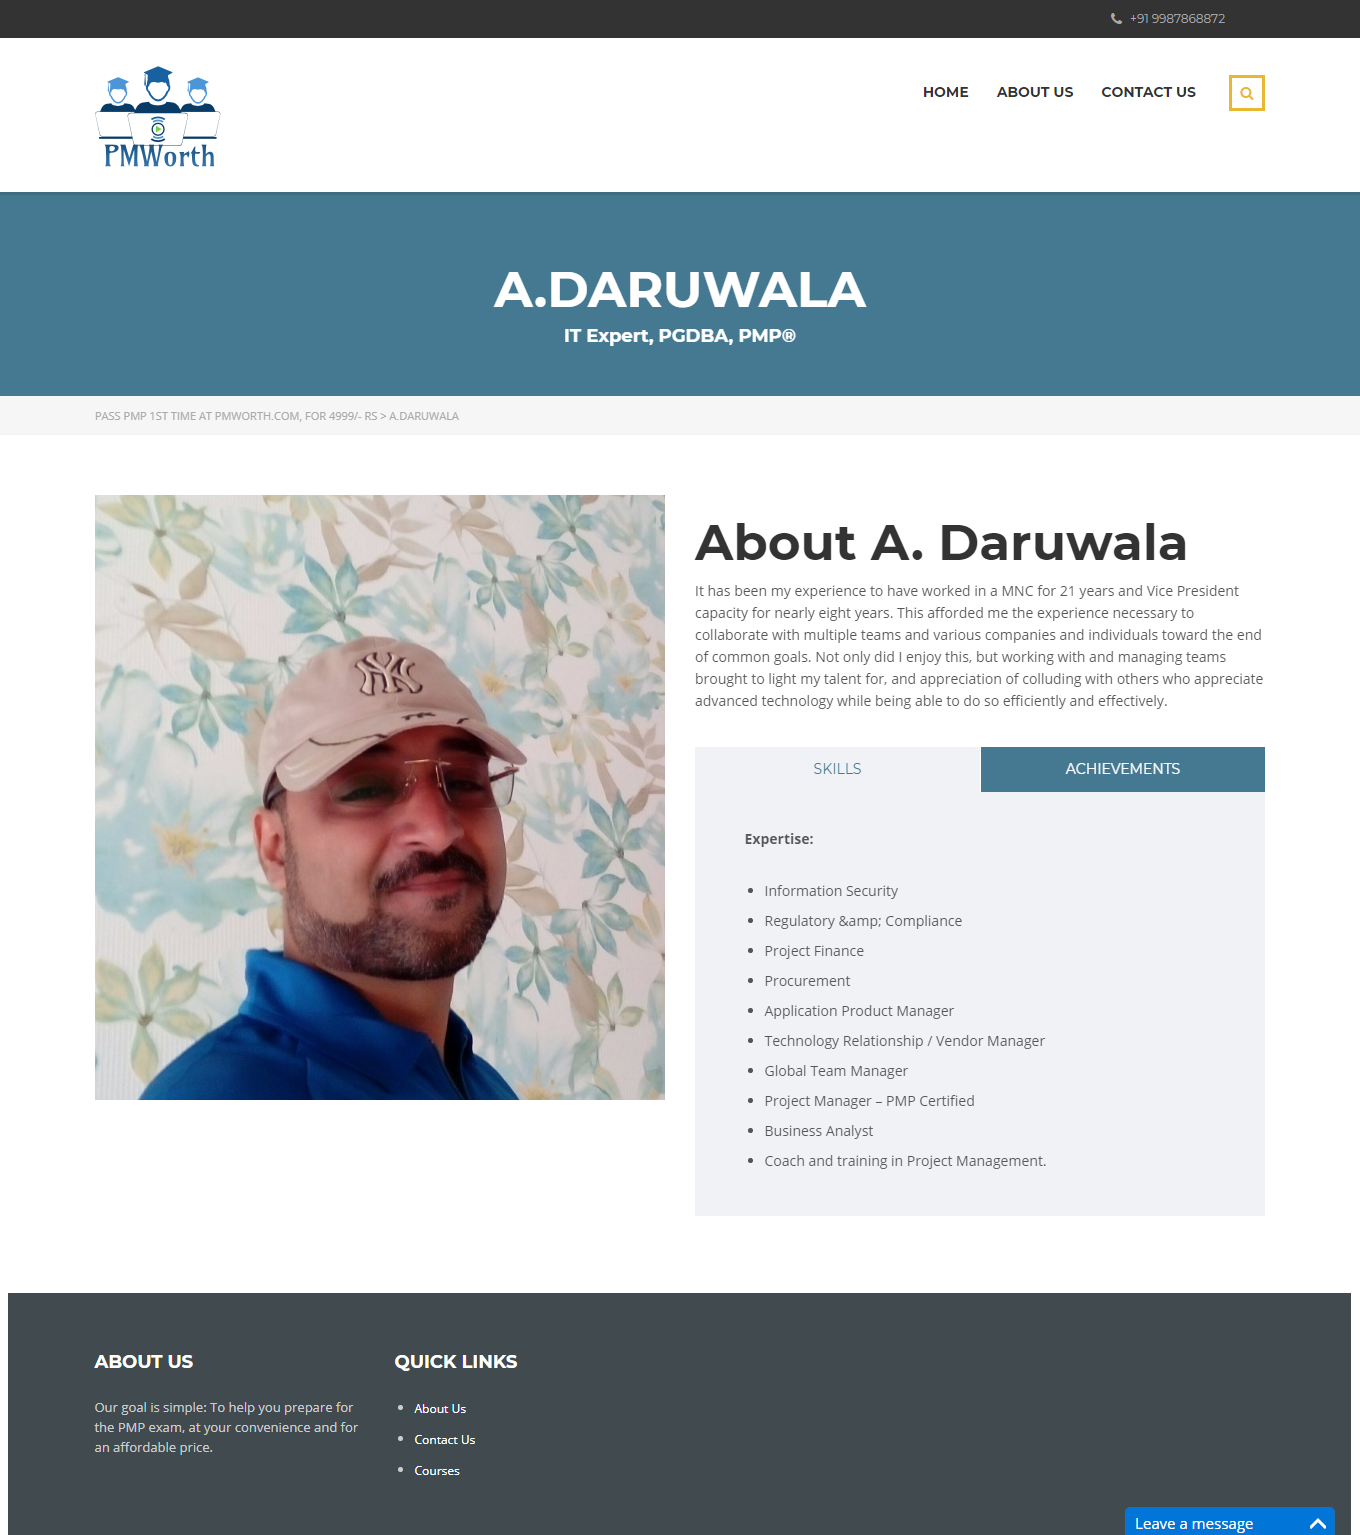 +91 9987868872
PMWorth
HOME
ABOUT US
CONTACT US
A.DARUWALA
IT Expert, PGDBA, PMP®
PASS PMP 1ST TIME AT PMWORTH.COM, FOR 4999/- RS > A.DARUWALA
NY
About A. Daruwala
It has been my experience to have worked in a MNC for 21 years and Vice President
capacity for nearly eight years. This afforded me the experience necessary to
collaborate with multiple teams and various companies and individuals toward the end
of common goals. Not only did I enjoy this, but working with and managing teams
brought to light my talent for, and appreciation of colluding with others who appreciate
advanced technology while being able to do so efficiently and effectively.
SKILLS
ACHIEVEMENTS
Expertise:
Information Security
Regulatory &amp; Compliance
Project Finance
Procurement
Application Product Manager
Technology Relationship / Vendor Manager
Global Team Manager
Project Manager – PMP Certified
Business Analyst
Coach and training in Project Management.
ABOUT US
Our goal is simple: To help you prepare for
the PMP exam, at your convenience and for
an affordable price.
QUICK LINKS
About Us
Contact Us
Courses
Leave a message